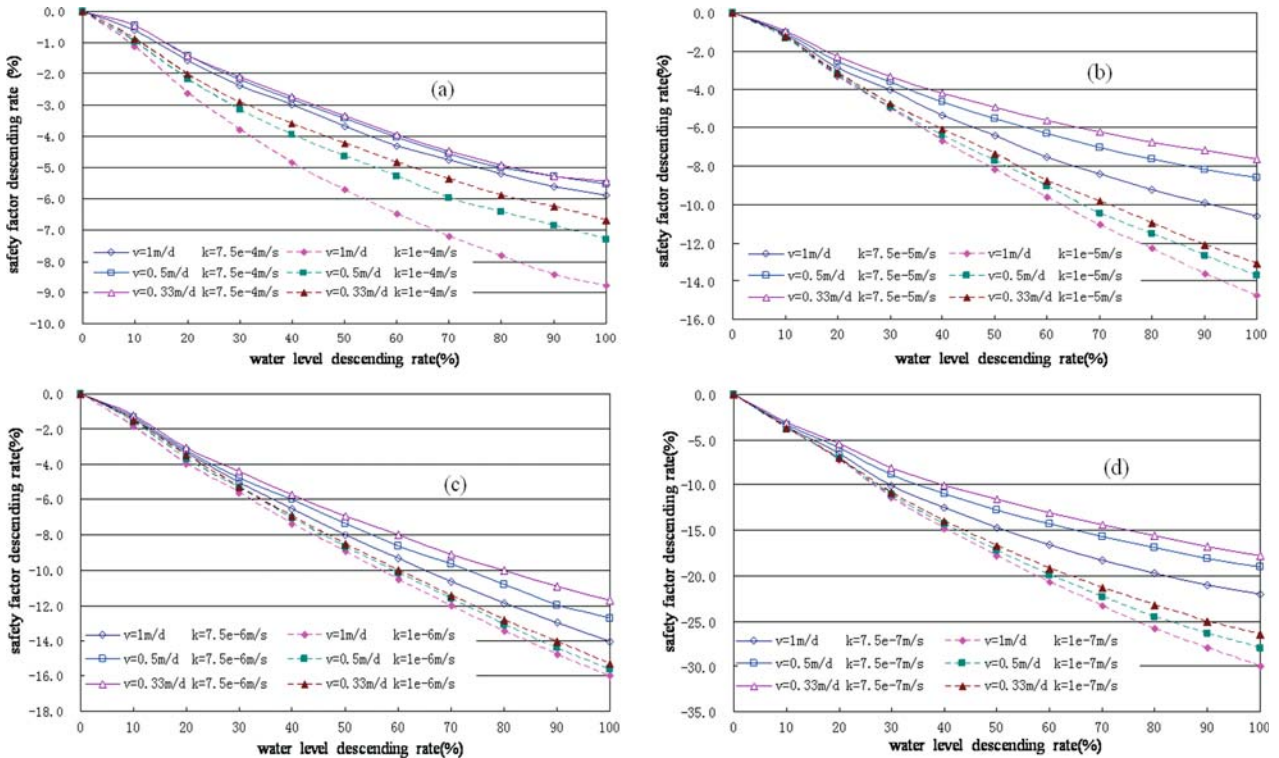 safety factor descending rate (%)
0.0
-1.0
-2.0
-3.0
-4.0
-5.0
-6.0
-7.0
-8.0
-9.0
-10.0
(a)
v=1m/d k=7.5e-4m/s v=1m/d k=1e-4m/s
v=0.5m/d k=7.5e-4m/s v=0.5m/d k=1e-4m/s
v=0.33m/d k=7.5e-4m/s v=0.33m/d k=1e-4m/s
0 10 20 30 40 50 60 70 80 90 100
water level descending rate(%)
safety factor descending rate(%)
0.0
-2.0
-4.0
-6.0
-8.0
-10.0
-12.0
-14.0
-16.0
(b)
v=1m/d k=7.5e-5m/s v=1m/d k=1e-5m/s
v=0.5m/d k=7.5e-5m/s v=0.5m/d k=1e-5m/s
v=0.33m/d k=7.5e-5m/s v=0.33m/d k=1e-5m/s
0 10 20 30 40 50 60 70 80 90 100
water level descending rate(%)
safety factor descending rate(%)
0.0
-2.0
-4.0
-6.0
-8.0
-10.0
-12.0
-14.0
-16.0
-18.0
(c)
v=1m/d k=7.5e-6m/s v=1m/d k=1e-6m/s
v=0.5m/d k=7.5e-6m/s v=0.5m/d k=1e-6m/s
v=0.33m/d k=7.5e-6m/s v=0.33m/d k=1e-6m/s
0 10 20 30 40 50 60 70 80 90 100
water level descending rate(%)
safety factor descending rate(%)
0.0
-5.0
-10.0
-15.0
-20.0
-25.0
-30.0
-35.0
(d)
v=1m/d k=7.5e-7m/s v=1m/d k=1e-7m/s
v=0.5m/d k=7.5e-7m/s v=0.5m/d k=1e-7m/s
v=0.33m/d k=7.5e-7m/s v=0.33m/d k=1e-7m/s
0 10 20 30 40 50 60 70 80 90 100
water level descending rate(%)